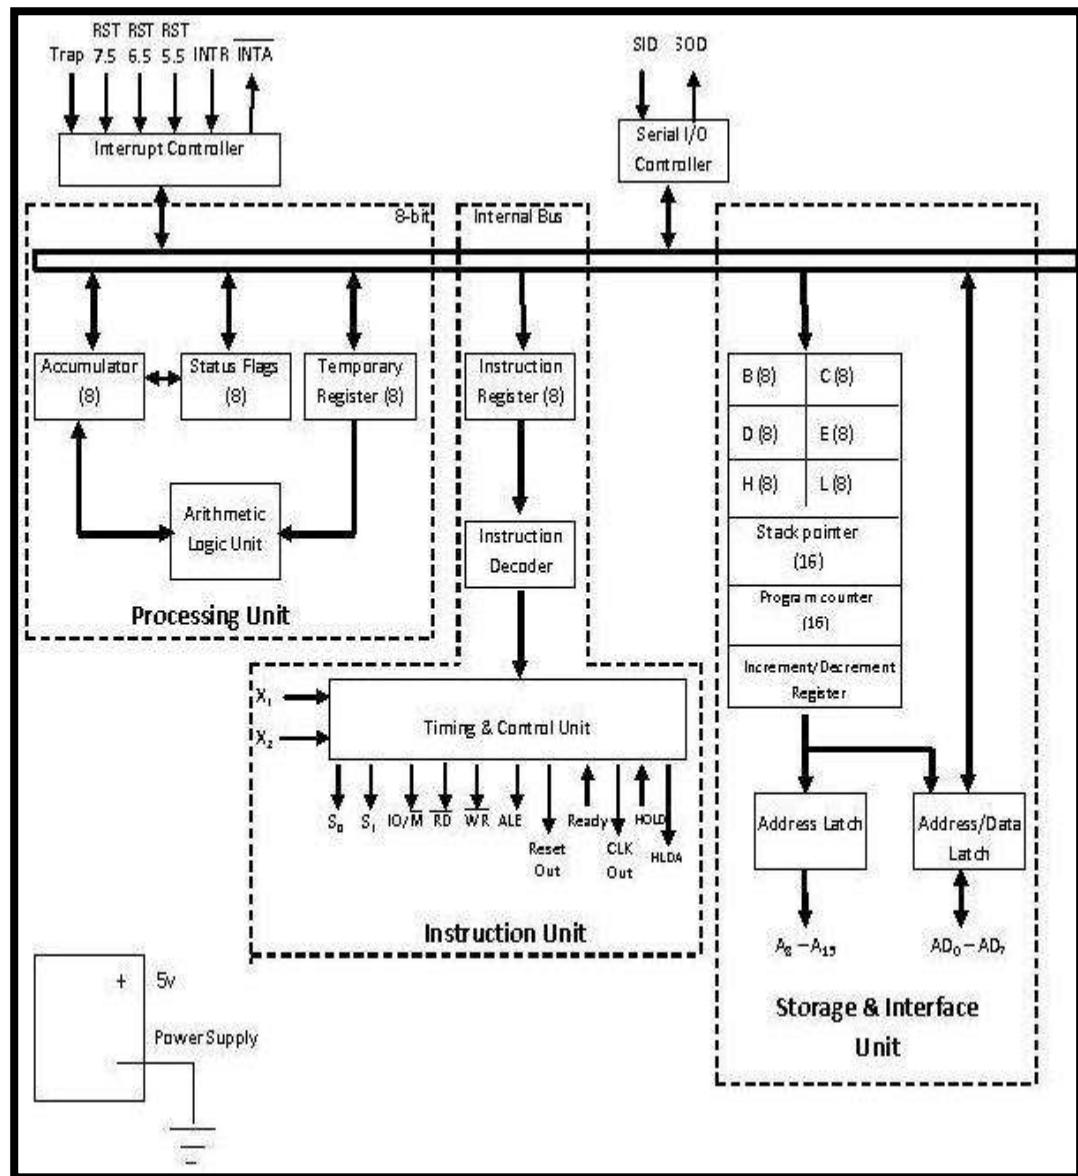 RST RST RST
Trap 7.5 6.5 5.5 INTR INTA
SID SOD
Interrupt Controller
Serial I/O
Controller
8-bit
Internal Bus
Accumulator
(8)
Status Flags
(8)
Temporary
Register (8)
Instruction
Register (8)
B (8) C (8)
D (8) E (8)
H (8) L (8)
Arithmetic
Logic Unit
Instruction
Decoder
Stack pointer
(16)
Program counter
(16)
Increment/Decrement
Register
Processing Unit
X₁
X₂
Timing & Control Unit
S₀ S₁ IO/M̅ R̅D̅ W̅R̅ ALE Ready HOLD
Reset
Out
CLK
Out
HLDA
Address Latch
Address/Data
Latch
Instruction Unit
A₈ – A₁₅ AD₀ – AD₇
+ 5v
Power Supply
Storage & Interface
Unit